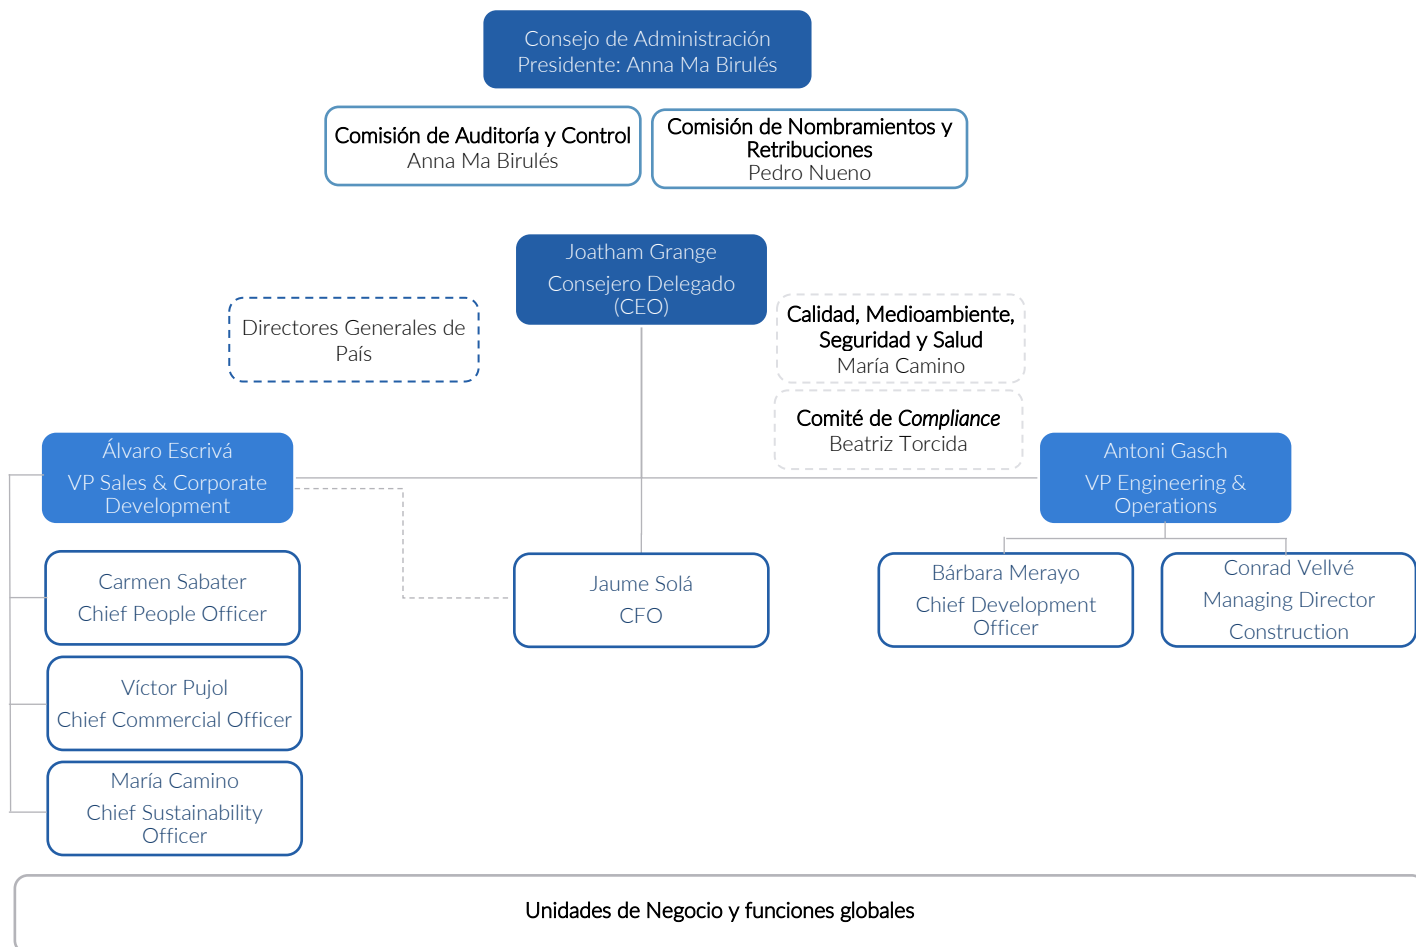 Consejo de Administración
Presidente: Anna Ma Birulés
Comisión de Auditoría y Control
Anna Ma Birulés
Comisión de Nombramientos y
Retribuciones
Pedro Nueno
Joatham Grange
Consejero Delegado
(CEO)
Directores Generales de
País
Calidad, Medioambiente,
Seguridad y Salud
María Camino
Comité de Compliance
Beatriz Torcida
Álvaro Escrivá
VP Sales & Corporate
Development
Antoni Gasch
VP Engineering &
Operations
Carmen Sabater
Chief People Officer
Jaume Solá
CFO
Bárbara Merayo
Chief Development
Officer
Conrad Vellvé
Managing Director
Construction
Víctor Pujol
Chief Commercial Officer
María Camino
Chief Sustainability
Officer
Unidades de Negocio y funciones globales